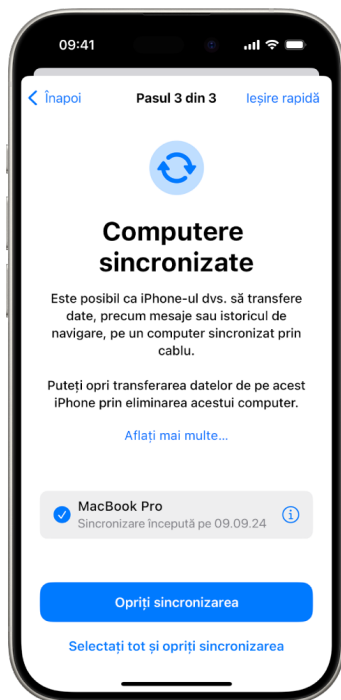 09:41
Înapoi
Pasul 3 din 3
Ieșire rapidă
Computere
sincronizate
Este posibil ca iPhone-ul dvs. să transfere
date, precum mesaje sau istoricul de
navigare, pe un computer sincronizat prin
cablu.
Puteți opri transferarea datelor de pe acest
iPhone prin eliminarea acestui computer.
Aflați mai multe...
MacBook Pro
Sincronizare începută pe 09.09.24
Opriți sincronizarea
Selectați tot și opriți sincronizarea